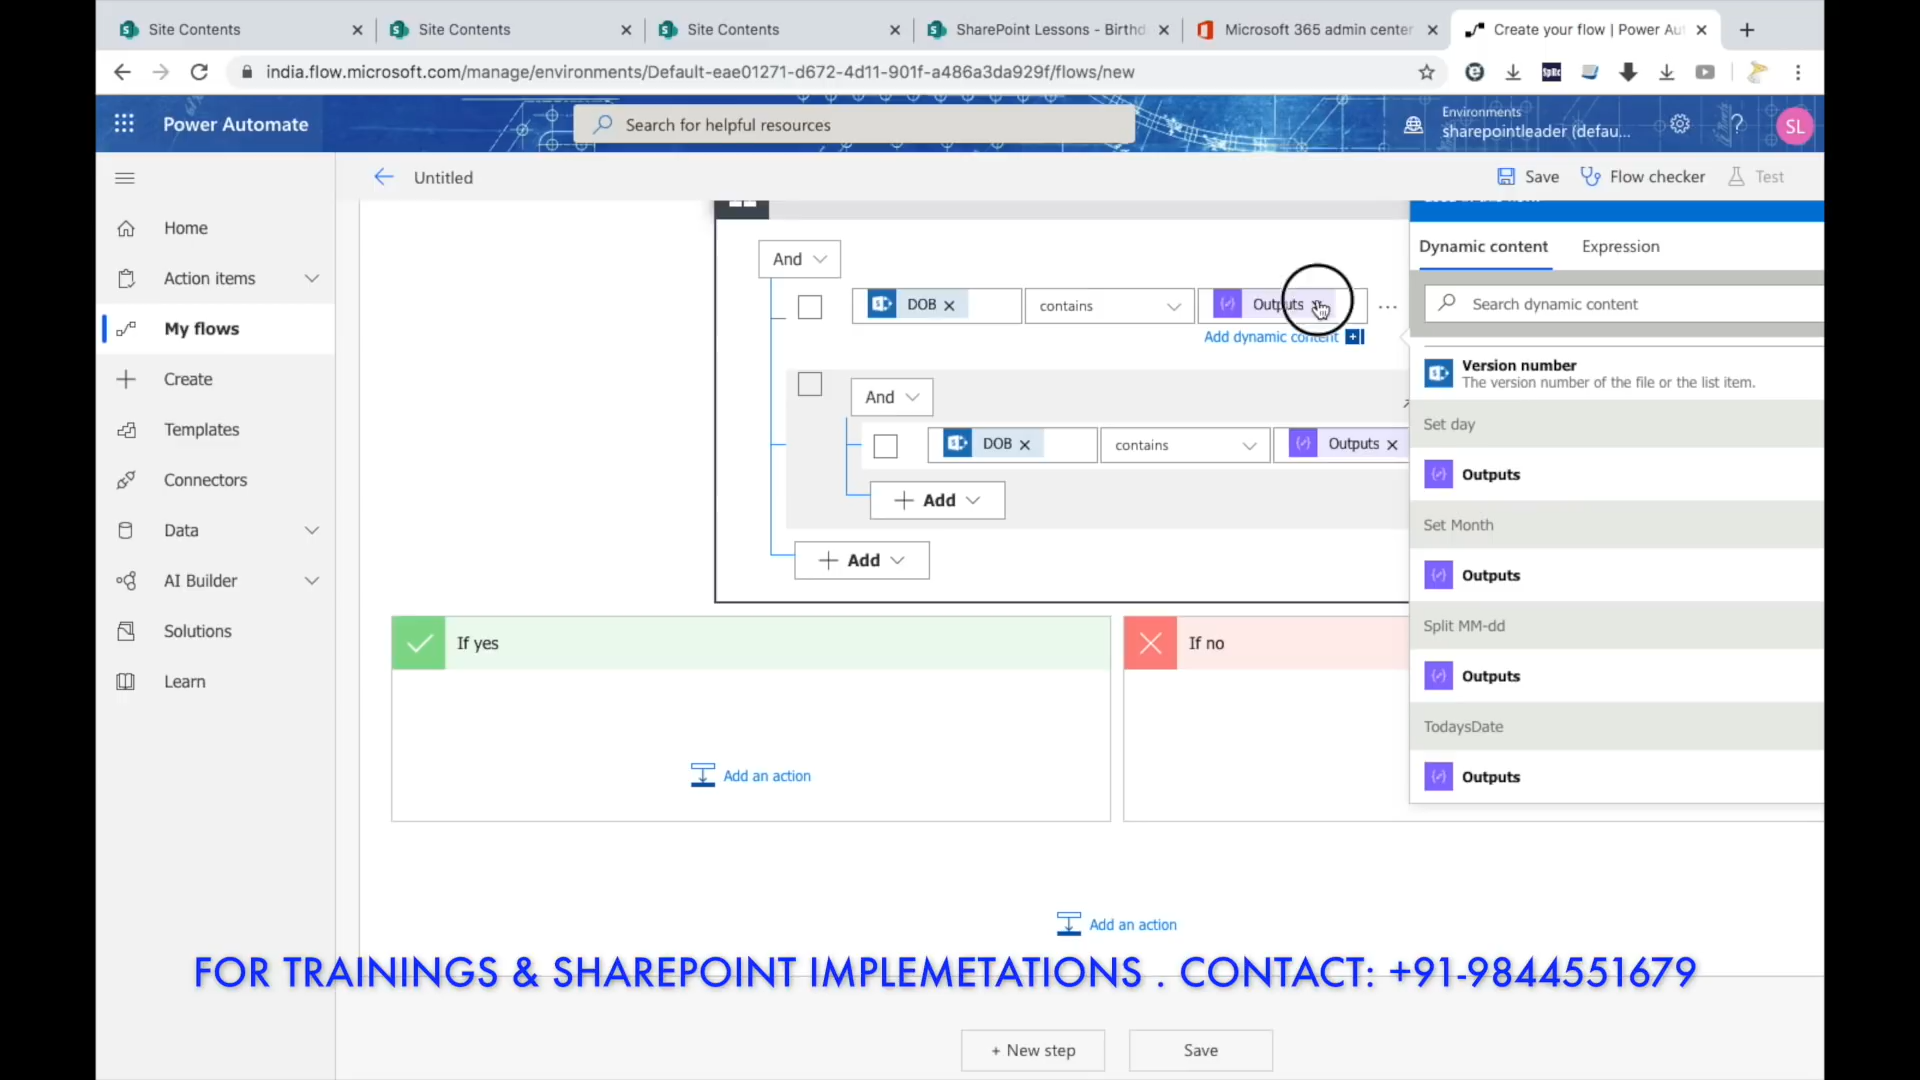 Site Contents
Site Contents
Site Contents
SharePoint Lessons - Birthd
Microsoft 365 admin center
Create your flow | Power Aut
india.flow.microsoft.com/manage/environments/Default-eae01271-d672-4d11-901f-a486a3da929f/flows/new
Power Automate
Search for helpful resources
Environments
sharepointleader (defau...
?
SL
Untitled
Save
Flow checker
Test
Home
Action items
My flows
Create
Templates
Connectors
Data
AI Builder
Solutions
Learn
And
DOB
contains
Outputs
...
Add dynamic content
And
DOB
contains
Outputs
+ Add
+ Add
If yes
Add an action
If no
Add an action
Dynamic content
Expression
Search dynamic content
Version number
The version number of the file or the list item.
Set day
Outputs
Set Month
Outputs
Split MM-dd
Outputs
TodaysDate
Outputs
FOR TRAININGS & SHAREPOINT IMPLEMETATIONS . CONTACT: +91-9844551679
+ New step
Save